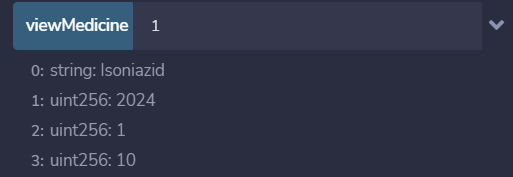 viewMedicine 1
0: string: Isoniazid
1: uint256: 2024
2: uint256: 1
3: uint256: 10